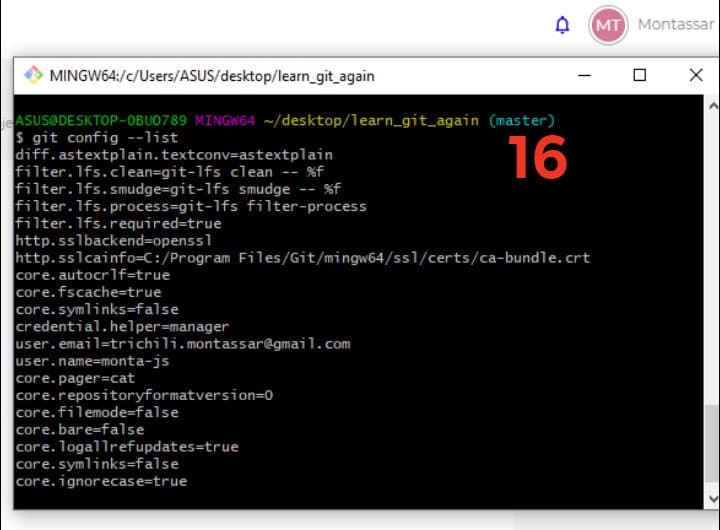 MT Montassar
MINGW64:/c/Users/ASUS/desktop/learn_git_again
ASUS@DESKTOP-0BUO789 MINGW64 ~/desktop/learn_git_again (master)
16
$ git config --list
diff.astextplain.textconv=astextplain
filter.lfs.clean=git-lfs clean -- %f
filter.lfs.smudge=git-lfs smudge -- %f
filter.lfs.process=git-lfs filter-process
filter.lfs.required=true
http.sslbackend=openssl
http.sslcainfo=C:/Program Files/Git/mingw64/ssl/certs/ca-bundle.crt
core.autocrlf=true
core.fscache=true
core.symlinks=false
credential.helper=manager
user.email=trichili.montassar@gmail.com
user.name=monta-js
core.pager=cat
core.repositoryformatversion=0
core.filemode=false
core.bare=false
core.logallrefupdates=true
core.symlinks=false
core.ignorecase=true